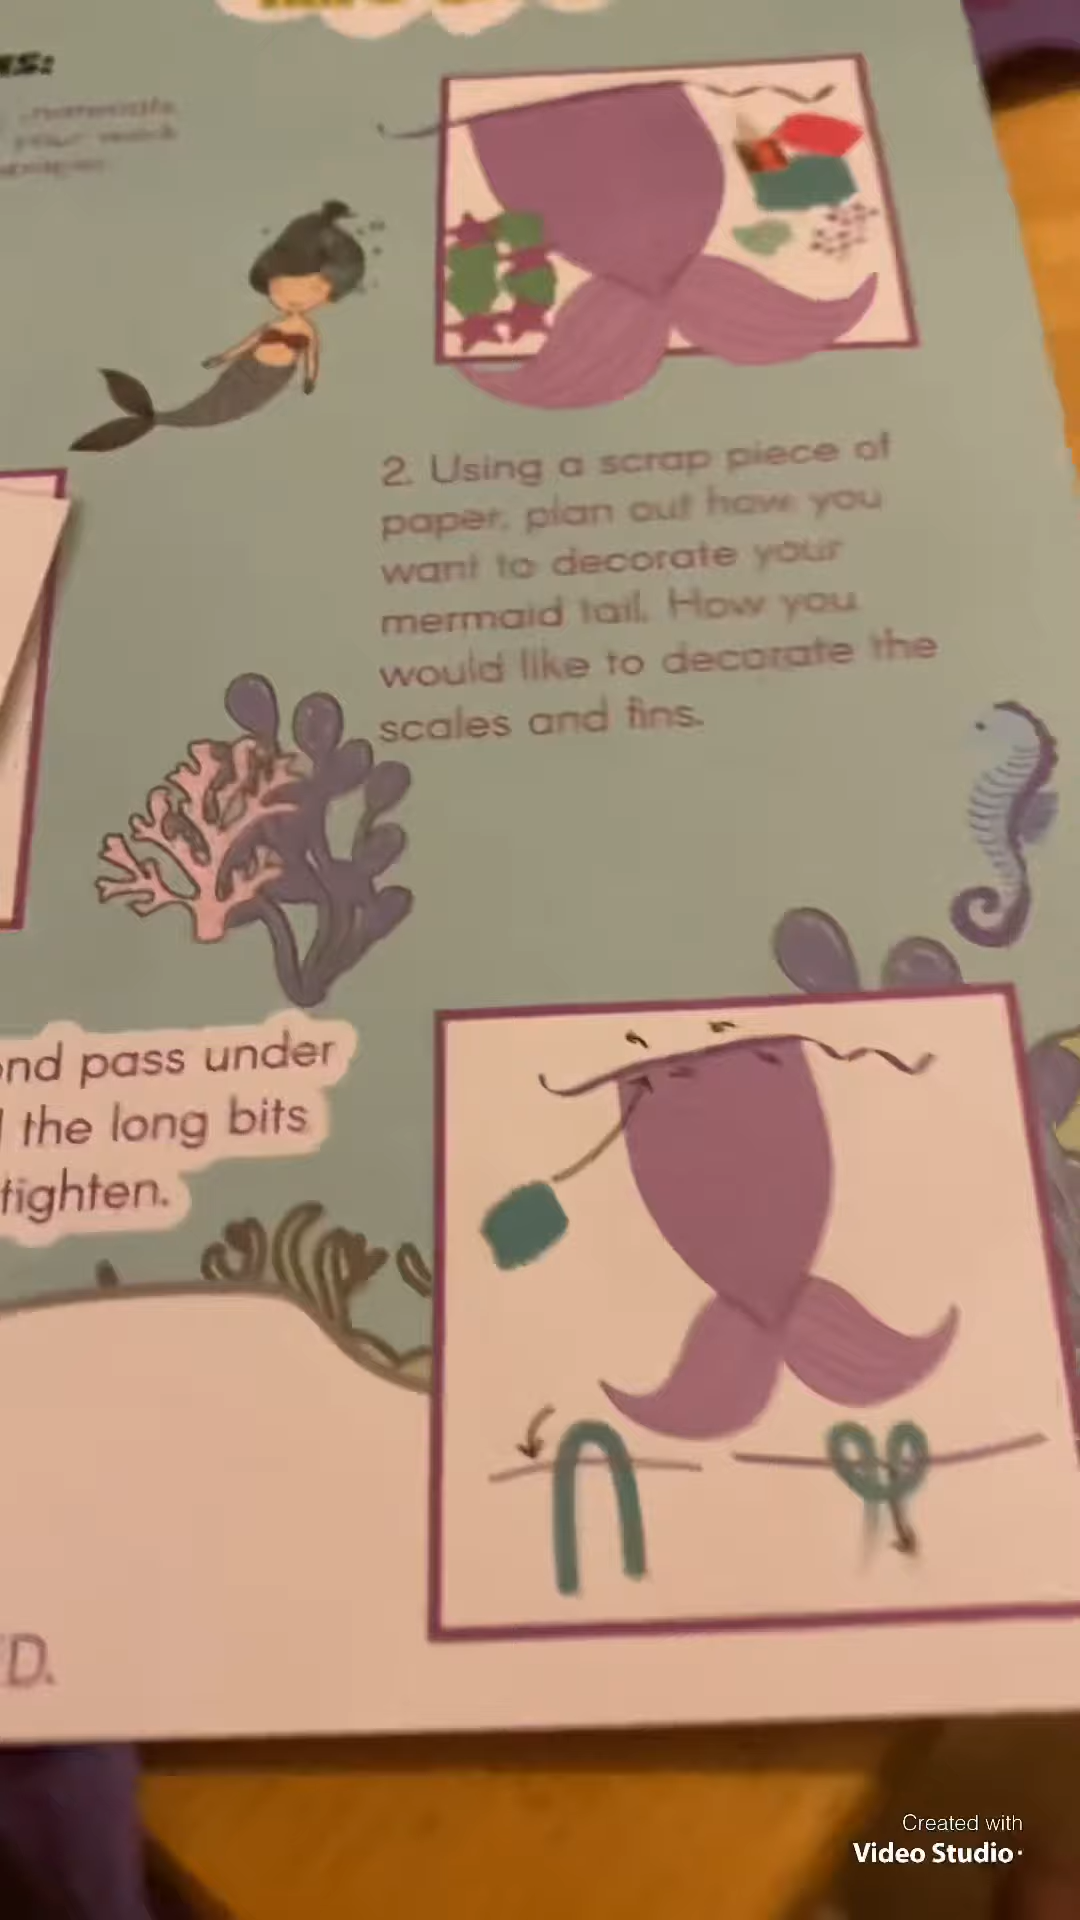 2. Using a scrap piece of
paper, plan out how you
want to decorate your
mermaid tail. How you
would like to decorate the
scales and fins.
nd pass under
the long bits
tighten.
D.
Created with
Video Studio